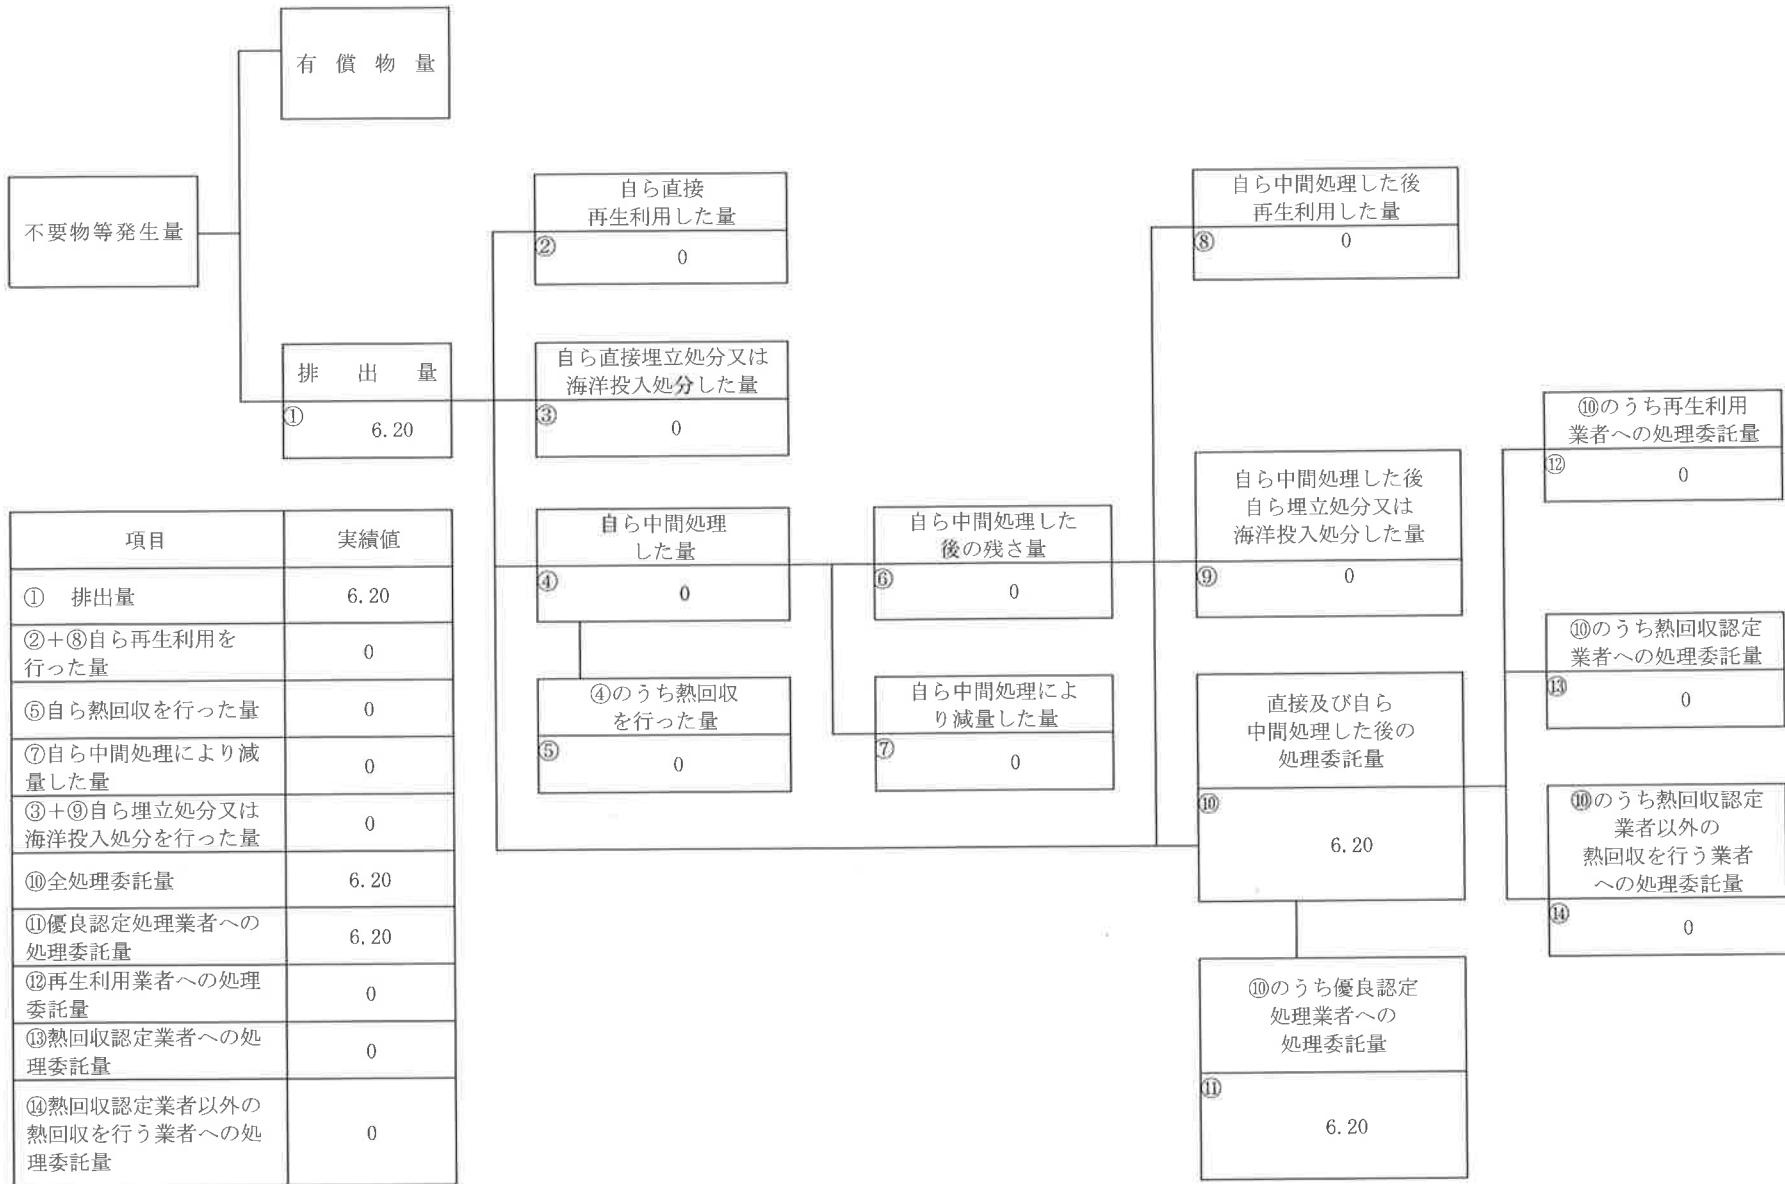 有償物量
不要物等発生量
排出量
① 6.20
自ら直接
再生利用した量
② 0
自ら直接埋立処分又は
海洋投入処分した量
③ 0
自ら中間処理
した量
④ 0
④のうち熱回収
を行った量
⑤ 0
自ら中間処理した
後の残さ量
⑥ 0
自ら中間処理によ
り減量した量
⑦ 0
自ら中間処理した後
再生利用した量
⑧ 0
自ら中間処理した後
自ら埋立処分又は
海洋投入処分した量
⑨ 0
直接及び自ら
中間処理した後の
処理委託量
⑩
6.20
⑩のうち優良認定
処理業者への
処理委託量
⑪
6.20
⑩のうち再生利用
業者への処理委託量
⑫ 0
⑩のうち熱回収認定
業者への処理委託量
⑬ 0
⑩のうち熱回収認定
業者以外の
熱回収を行う業者
への処理委託量
⑭ 0
項目 実績値
① 排出量 6.20
②+⑧自ら再生利用を
行った量 0
⑤自ら熱回収を行った量 0
⑦自ら中間処理により減
量した量 0
③+⑨自ら埋立処分又は
海洋投入処分を行った量 0
⑩全処理委託量 6.20
⑪優良認定処理業者への
処理委託量 6.20
⑫再生利用業者への処理
委託量 0
⑬熱回収認定業者への処
理委託量 0
⑭熱回収認定業者以外の
熱回収を行う業者への処
理委託量 0